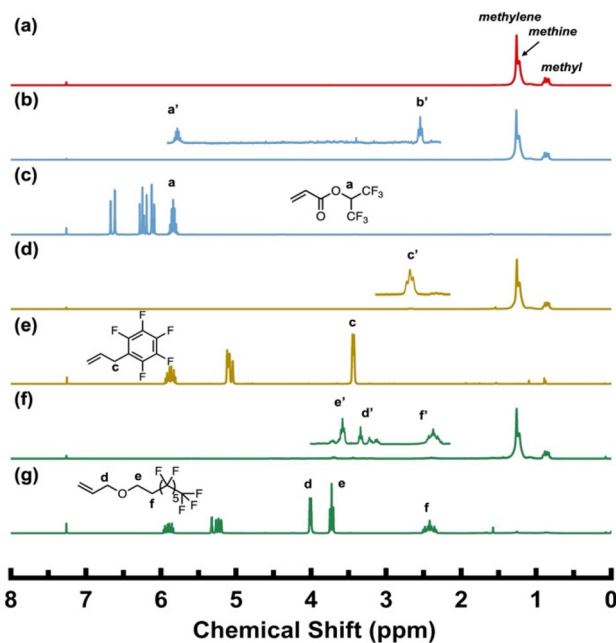 (a)
methylene
methine
methyl
(b)
a'
b'
(c)
a
a
O
O
CF3
CF3
(d)
c'
(e)
F
F
F
F
F
c
c
(f)
e'
d'
f'
(g)
d
e
f
O
F
F
5
F
F
F
d
e
f
8
7
6
5
4
3
2
1
0
Chemical Shift (ppm)